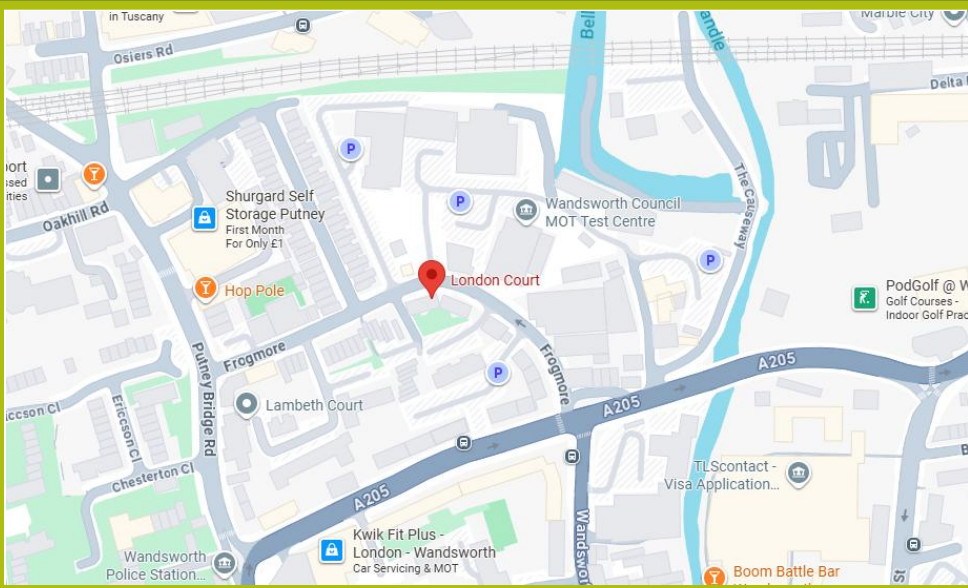 in Tuscany
Osiers Rd
Bell
andle
Marble City
Delta
port
ssed
ities
Oakhill Rd
Shurgard Self
Storage Putney
First Month
For Only £1
Wandsworth Council
MOT Test Centre
The Causeway
P
P
P
P
London Court
Hop Pole
PodGolf @ W
Golf Courses -
Indoor Golf Prac
Frogmore
Frogmore
Putney Bridge Rd
A205
A205
A205
Lambeth Court
iccson Cl
Ericcson Cl
Chesterton Cl
TLScontact -
Visa Application...
Kwik Fit Plus -
London - Wandsworth
Car Servicing & MOT
Wandsworth
Police Station...
Wandswor
St
Boom Battle Bar